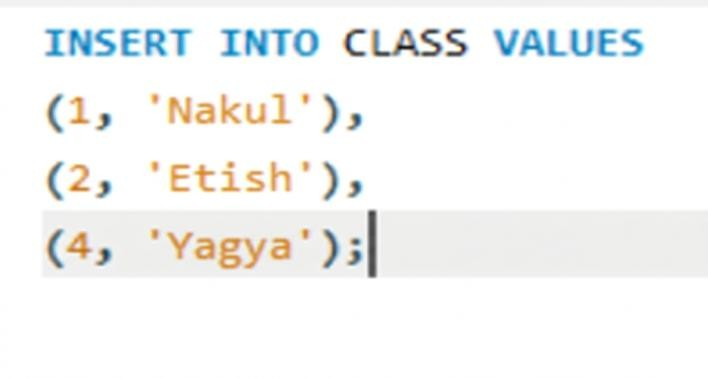 INSERT INTO CLASS VALUES
(1, 'Nakul'),
(2, 'Etish'),
(4, 'Yagya');